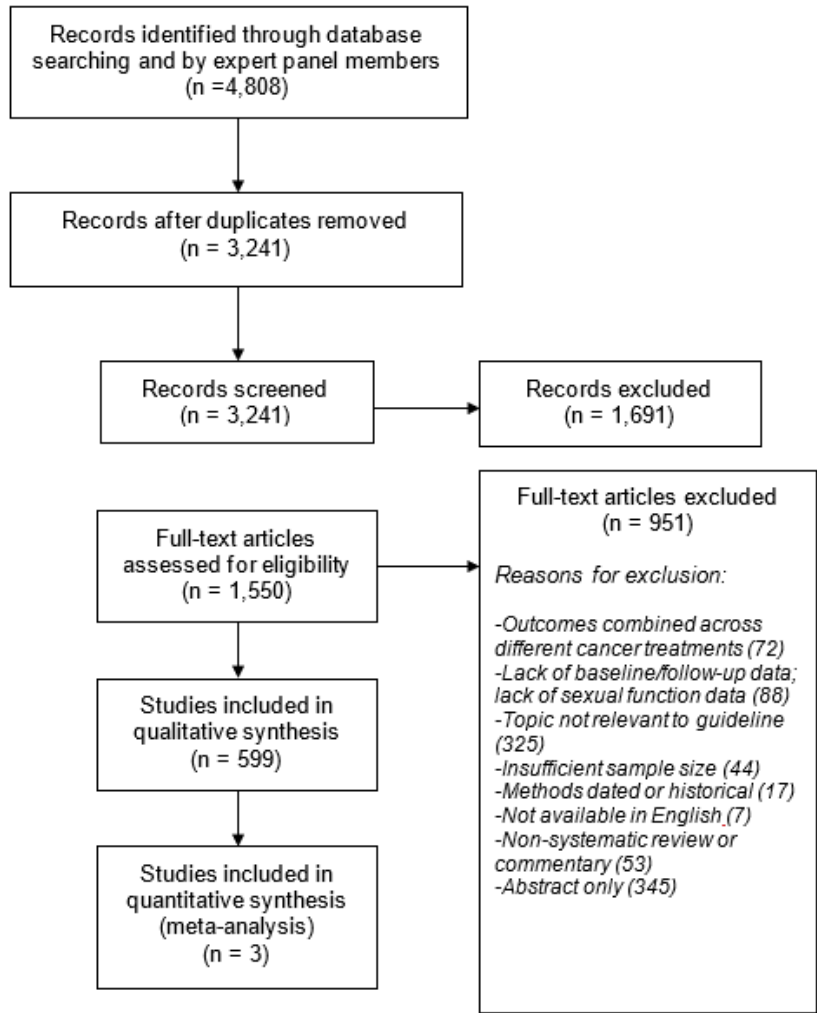 Records identified through database
searching and by expert panel members
(n =4,808)
Records after duplicates removed
(n = 3,241)
Records screened
(n = 3,241)
Records excluded
(n = 1,691)
Full-text articles
assessed for eligibility
(n = 1,550)
Full-text articles excluded
(n = 951)
Reasons for exclusion:
-Outcomes combined across
different cancer treatments (72)
-Lack of baseline/follow-up data;
lack of sexual function data (88)
-Topic not relevant to guideline
(325)
-Insufficient sample size (44)
-Methods dated or historical (17)
-Not available in English (7)
-Non-systematic review or
commentary (53)
-Abstract only (345)
Studies included in
qualitative synthesis
(n = 599)
Studies included in
quantitative synthesis
(meta-analysis)
(n = 3)